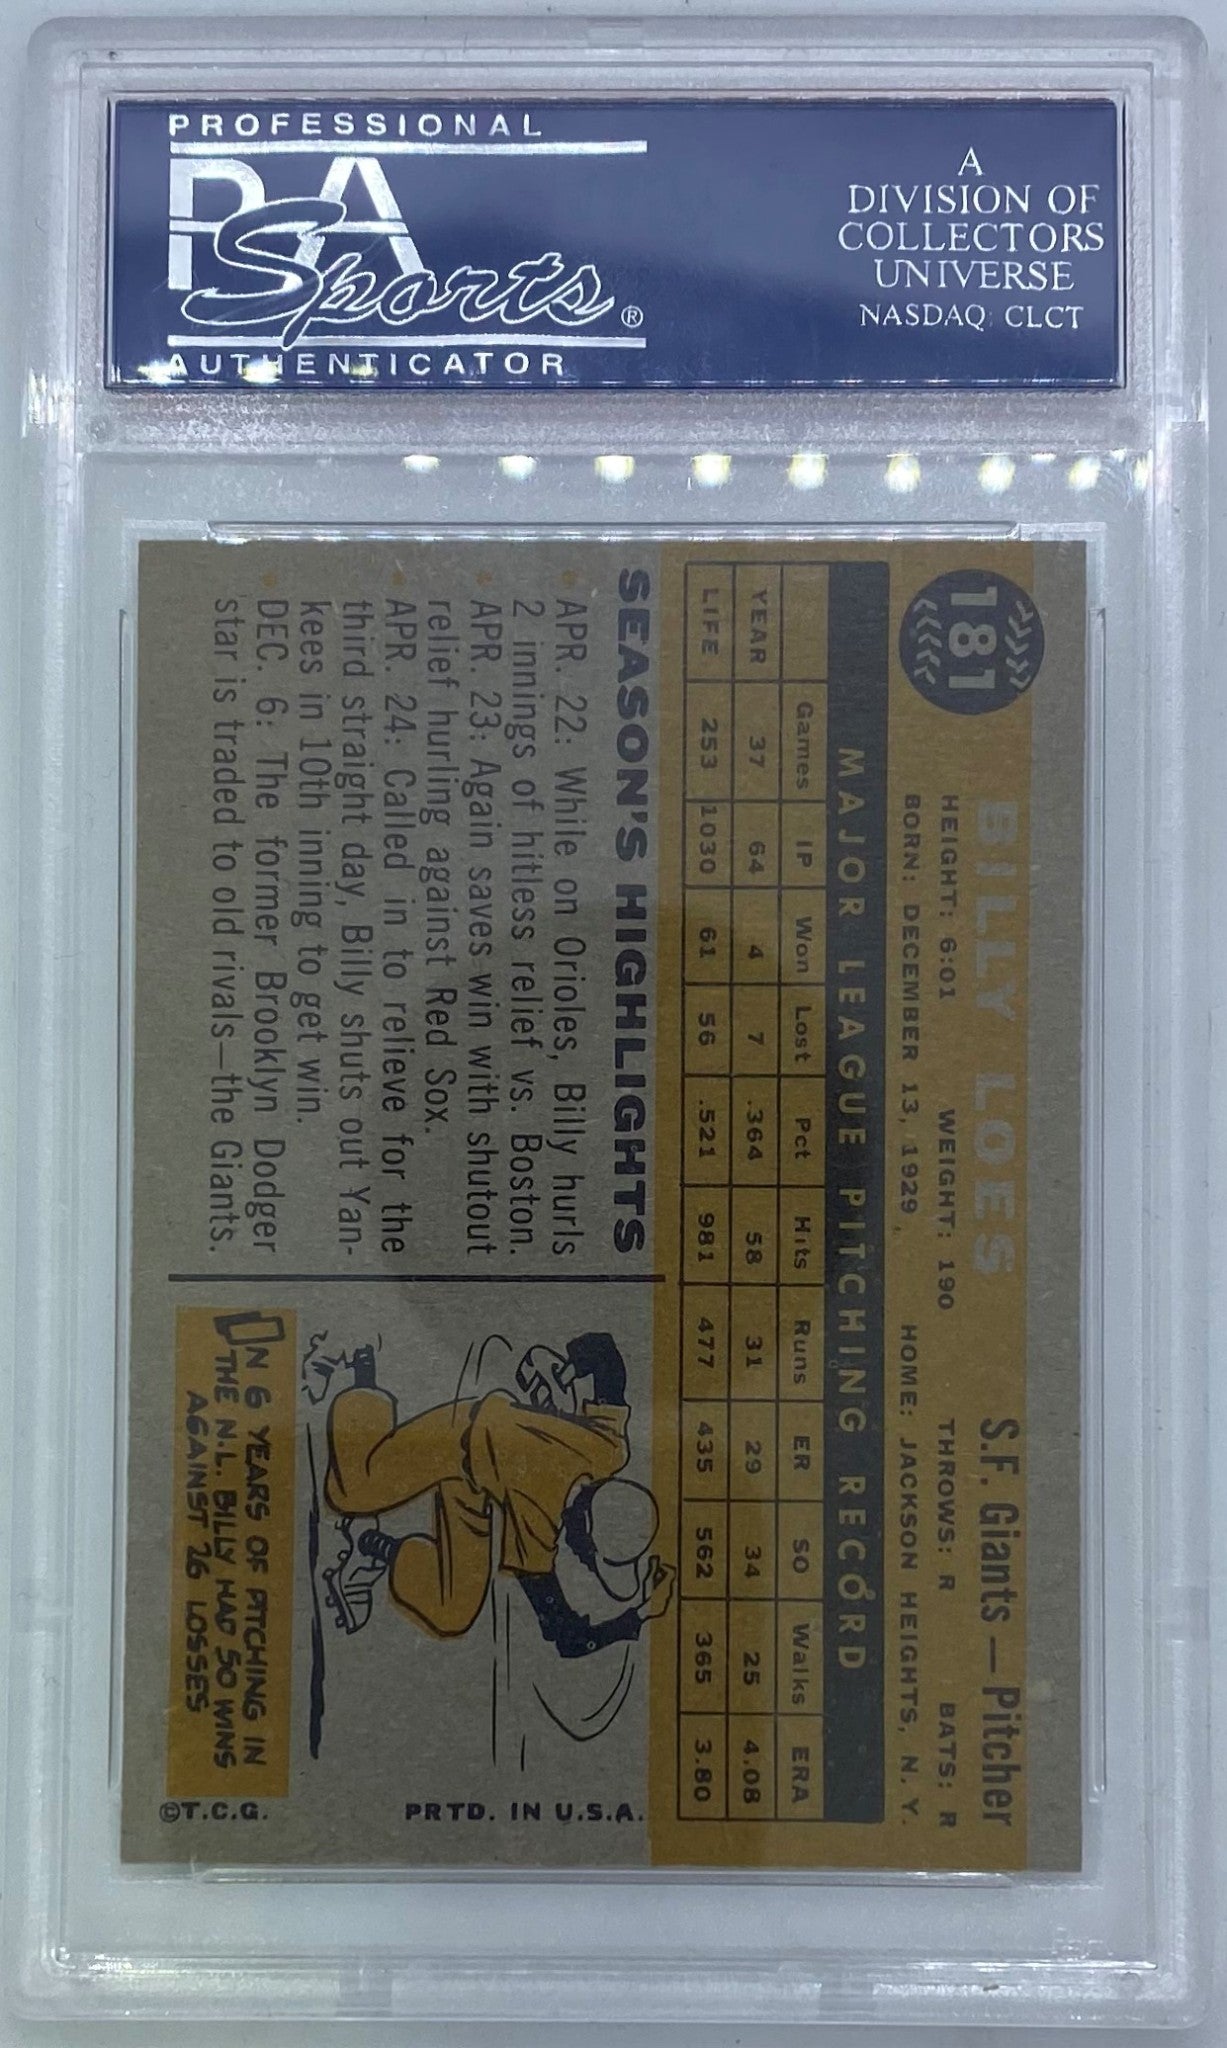 PROFESSIONAL
PSA
Sports®
AUTHENTICATOR
A
DIVISION OF
COLLECTORS
UNIVERSE
NASDAQ: CLCT
181
BILLY LOES S.F. Giants—Pitcher
HEIGHT: 6:01 WEIGHT: 190 THROWS: R BATS: R
BORN: DECEMBER 13, 1929 HOME: JACKSON HEIGHTS, N. Y.
MAJOR LEAGUE PITCHING RECORD
Games IP Won Lost Pct Hits Runs ER SO Walks ERA
YEAR 37 64 4 7 .364 58 31 29 34 25 4.08
LIFE 253 1030 61 56 .521 981 477 435 562 365 3.80
SEASON'S HIGHLIGHTS
APR. 22: While on Orioles, Billy hurls
2 innings of hitless relief vs. Boston.
APR. 23: Again saves win with shutout
relief hurling against Red Sox.
APR. 24: Called in to relieve for the
third straight day, Billy shuts out Yan-
kees in 10th inning to get win.
DEC. 6: The former Brooklyn Dodger
star is traded to old rivals—the Giants.
IN 6 YEARS OF PITCHING IN
THE N.L. BILLY HAD 50 WINS
AGAINST 26 LOSSES
©T.C.G. PRTD. IN U.S.A.